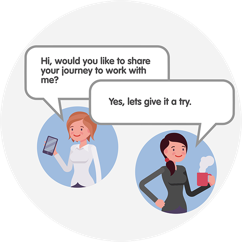 Hi, would you like to share
your journey to work with
me?
Yes, lets give it a try.